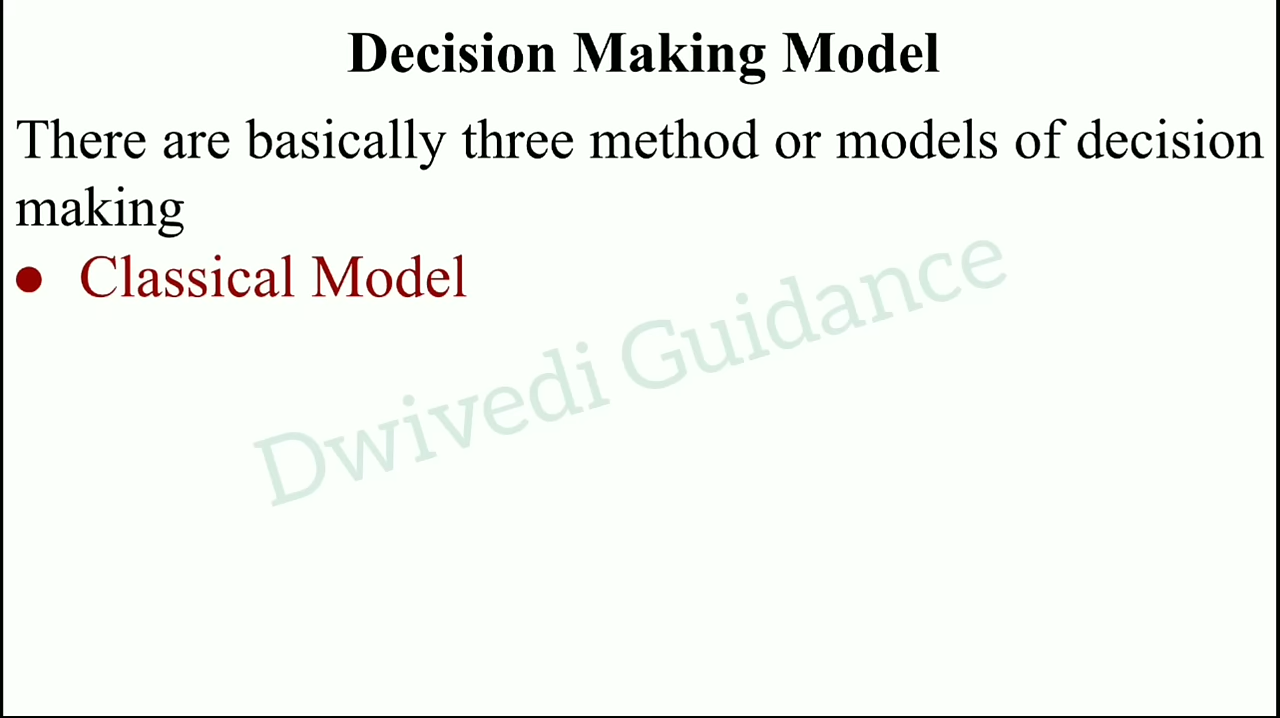 Decision Making Model
There are basically three method or models of decision
making
● Classical Model
Dwivedi Guidance